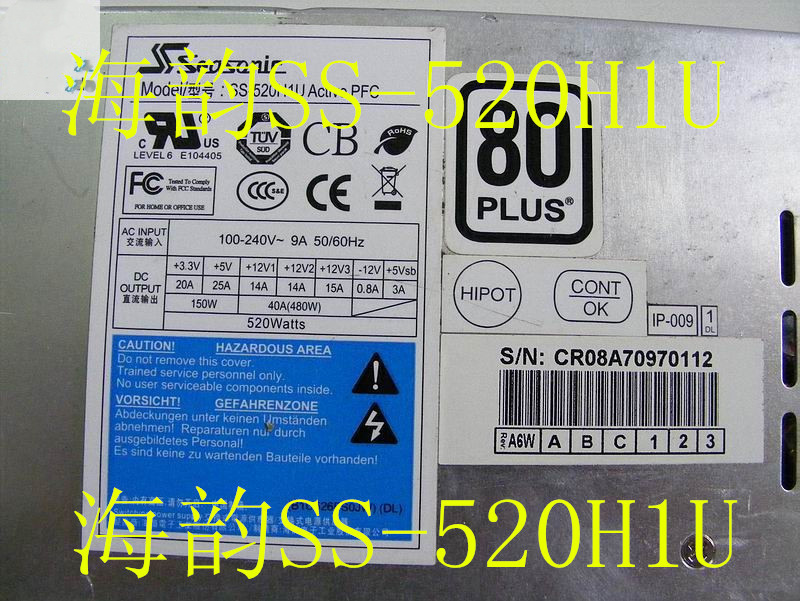 Seasonic
Model/型号 : SS-520H1U Active PFC
海韵SS-520H1U
C UL US
LEVEL 6 E104405
TÜV
SÜD
CB
RoHS
FC Tested To Comply
With FCC Standards
FOR HOME OR OFFICE USE
CCC S&E
CE
80
PLUS®
AC INPUT
交流输入
100-240V~ 9A 50/60Hz
DC
OUTPUT
直流输出
+3.3V +5V +12V1 +12V2 +12V3 -12V +5Vsb
20A 25A 14A 14A 15A 0.8A 3A
150W 40A(480W)
520Watts
HIPOT
CONT
OK
IP-009 1
DL
S/N: CR08A70970112
Rev. A6W A B C 1 2 3
CAUTION! HAZARDOUS AREA
Do not remove this cover.
Trained service personnel only.
No user serviceable components inside.
VORSICHT! GEFAHRENZONE
Abdeckungen unter keinen Umständen
abnehmen! Reparaturen nur durch
ausgebildetes Personal!
Es sind keine zu wartenden Bauteile vorhanden.
(DL)
海韵SS-520H1U